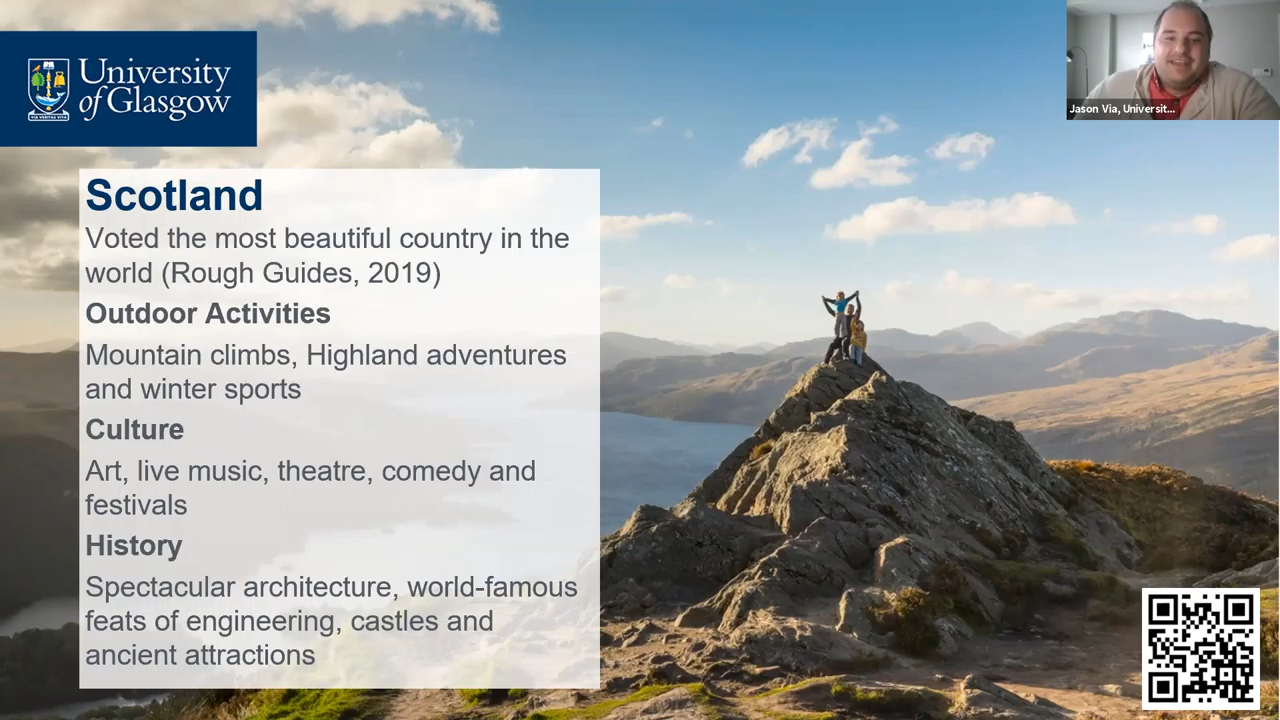 University
of Glasgow
VIA VERITAS VITA
Jason Via, Universit...
Scotland
Voted the most beautiful country in the
world (Rough Guides, 2019)
Outdoor Activities
Mountain climbs, Highland adventures
and winter sports
Culture
Art, live music, theatre, comedy and
festivals
History
Spectacular architecture, world-famous
feats of engineering, castles and
ancient attractions